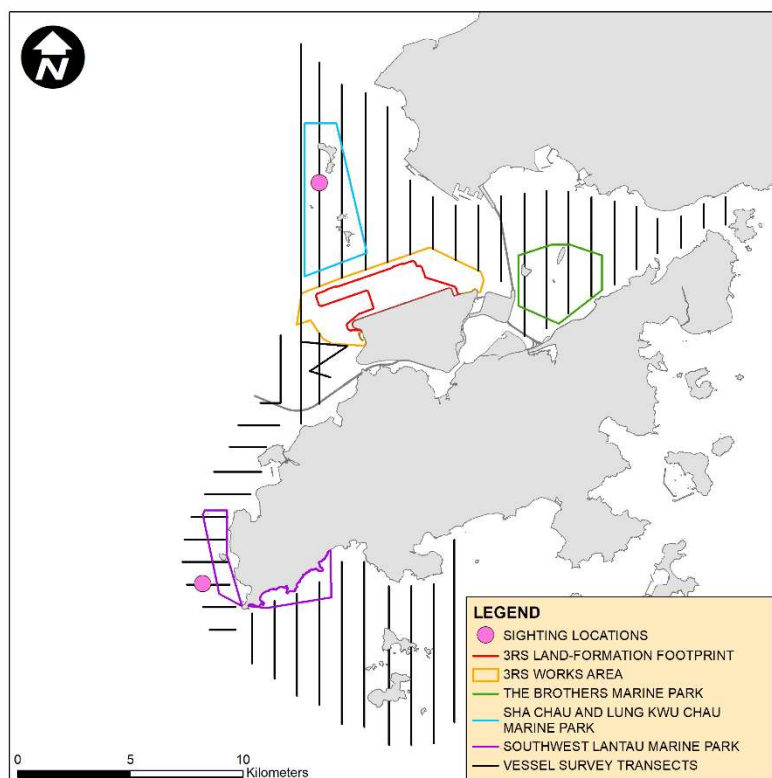 N
LEGEND
SIGHTING LOCATIONS
3RS LAND-FORMATION FOOTPRINT
3RS WORKS AREA
THE BROTHERS MARINE PARK
SHA CHAU AND LUNG KWU CHAU
MARINE PARK
SOUTHWEST LANTAU MARINE PARK
VESSEL SURVEY TRANSECTS
0 5 10
Kilometers